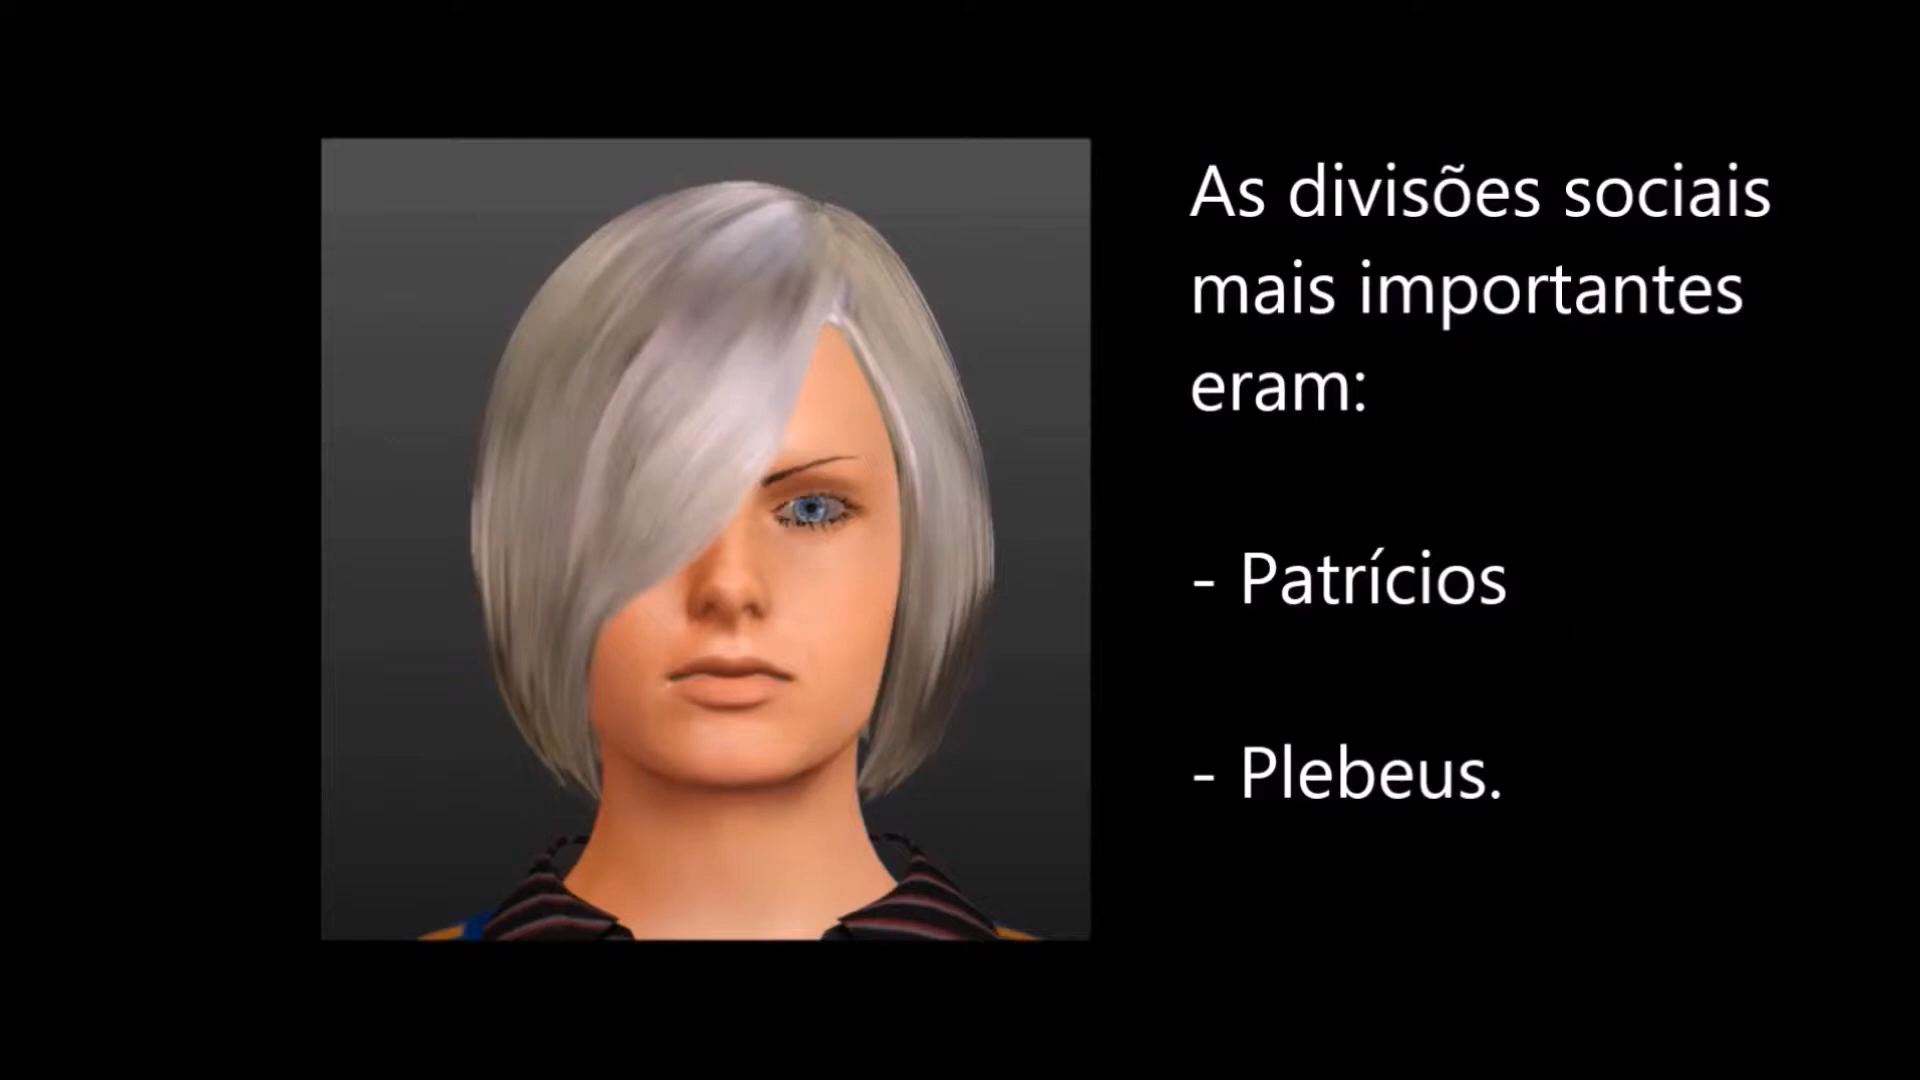 As divisões sociais
mais importantes
eram:
- Patrícios
- Plebeus.